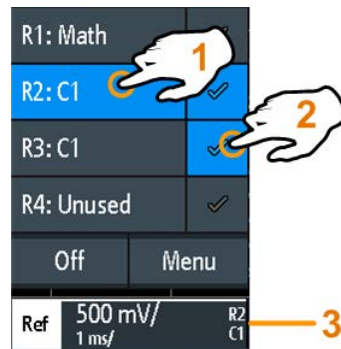 R1: Math
1
R2: C1
2
R3: C1
R4: Unused
Off Menu
Ref 500 mV/ R2
1 ms/ C1
3